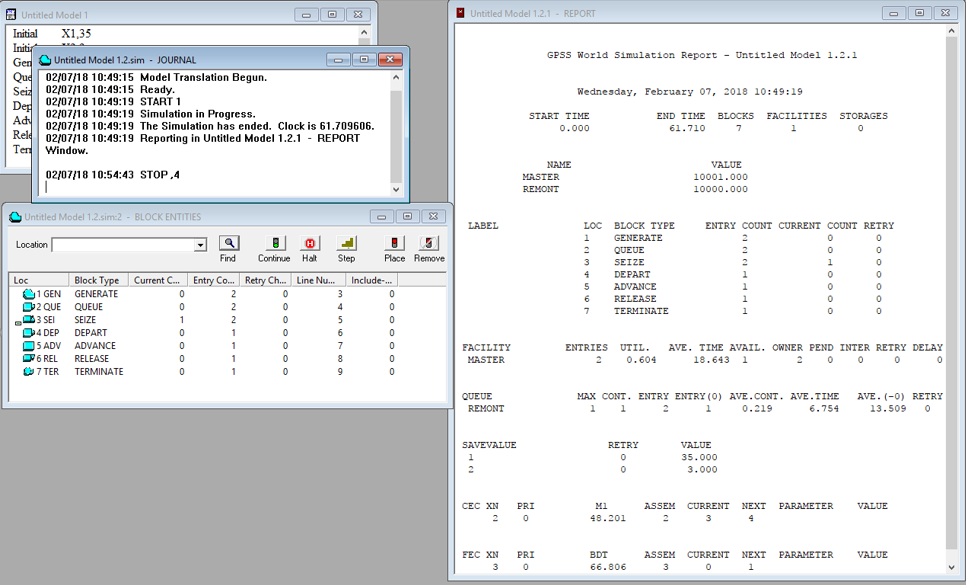 Untitled Model 1
Initial X1,35
Untitled Model 1.2.sim - JOURNAL
02/07/18 10:49:15 Model Translation Begun.
02/07/18 10:49:15 Ready.
02/07/18 10:49:19 START 1
02/07/18 10:49:19 Simulation in Progress.
02/07/18 10:49:19 The Simulation has ended. Clock is 61.709606.
02/07/18 10:49:19 Reporting in Untitled Model 1.2.1 - REPORT
Window.
02/07/18 10:54:43 STOP ,4
Untitled Model 1.2.sim:2 - BLOCK ENTITIES
Location
Find Continue Halt Step Place Remove
Loc Block Type Current C... Entry Co... Retry Ch... Line Nu... Include-...
1 GEN GENERATE 0 2 0 3 0
2 QUE QUEUE 0 2 0 4 0
3 SEI SEIZE 1 2 0 5 0
4 DEP DEPART 0 1 0 6 0
5 ADV ADVANCE 0 1 0 7 0
6 REL RELEASE 0 1 0 8 0
7 TER TERMINATE 0 1 0 9 0
Untitled Model 1.2.1 - REPORT
GPSS World Simulation Report - Untitled Model 1.2.1
Wednesday, February 07, 2018 10:49:19
START TIME END TIME BLOCKS FACILITIES STORAGES
0.000 61.710 7 1 0
NAME VALUE
MASTER 10001.000
REMONT 10000.000
LABEL LOC BLOCK TYPE ENTRY COUNT CURRENT COUNT RETRY
1 GENERATE 2 0 0
2 QUEUE 2 0 0
3 SEIZE 2 1 0
4 DEPART 1 0 0
5 ADVANCE 1 0 0
6 RELEASE 1 0 0
7 TERMINATE 1 0 0
FACILITY ENTRIES UTIL. AVE. TIME AVAIL. OWNER PEND INTER RETRY DELAY
MASTER 2 0.604 18.643 1 2 0 0 0 0
QUEUE MAX CONT. ENTRY ENTRY(0) AVE.CONT. AVE.TIME AVE.(-0) RETRY
REMONT 1 1 2 1 0.219 6.754 13.509 0
SAVEVALUE RETRY VALUE
1 0 35.000
2 0 3.000
CEC XN PRI M1 ASSEM CURRENT NEXT PARAMETER VALUE
2 0 48.201 2 3 4
FEC XN PRI BDT ASSEM CURRENT NEXT PARAMETER VALUE
3 0 66.806 3 0 1